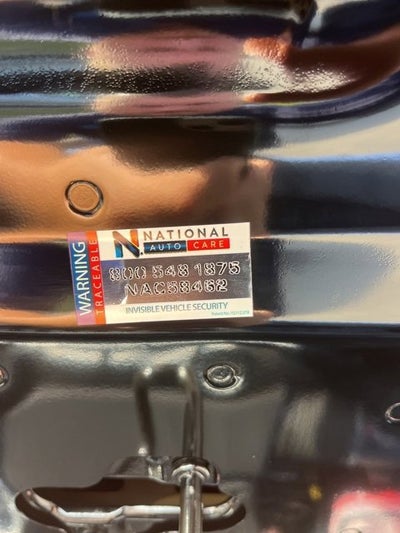 WARNING
TRACEABLE
N. NATIONAL
AUTO CARE
800 548 1875
NAC58462
INVISIBLE VEHICLE SECURITY